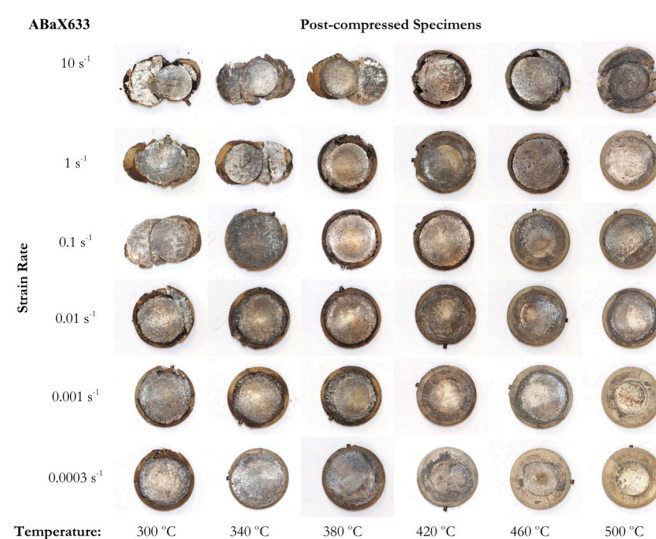 ABaX633
Post-compressed Specimens
10 s⁻¹
1 s⁻¹
0.1 s⁻¹
Strain Rate
0.01 s⁻¹
0.001 s⁻¹
0.0003 s⁻¹
Temperature: 300 °C 340 °C 380 °C 420 °C 460 °C 500 °C